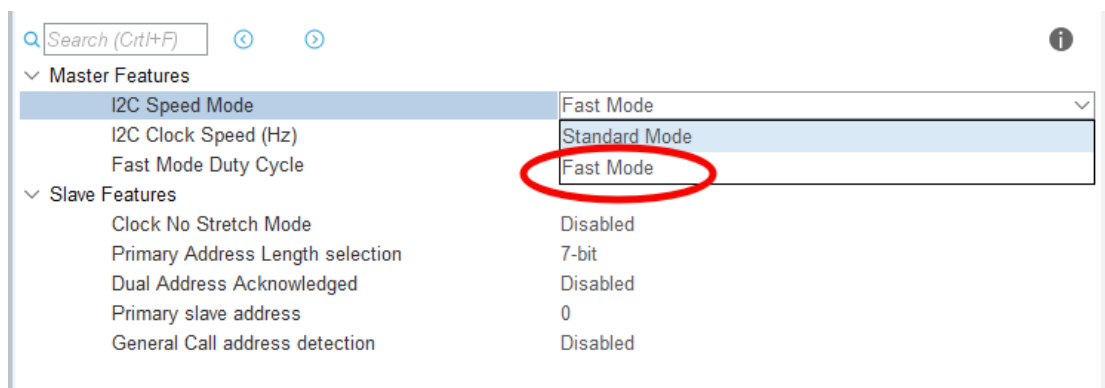 Search (Crtl+F)
Master Features
I2C Speed Mode Fast Mode
I2C Clock Speed (Hz) Standard Mode
Fast Mode Duty Cycle Fast Mode
Slave Features
Clock No Stretch Mode Disabled
Primary Address Length selection 7-bit
Dual Address Acknowledged Disabled
Primary slave address 0
General Call address detection Disabled